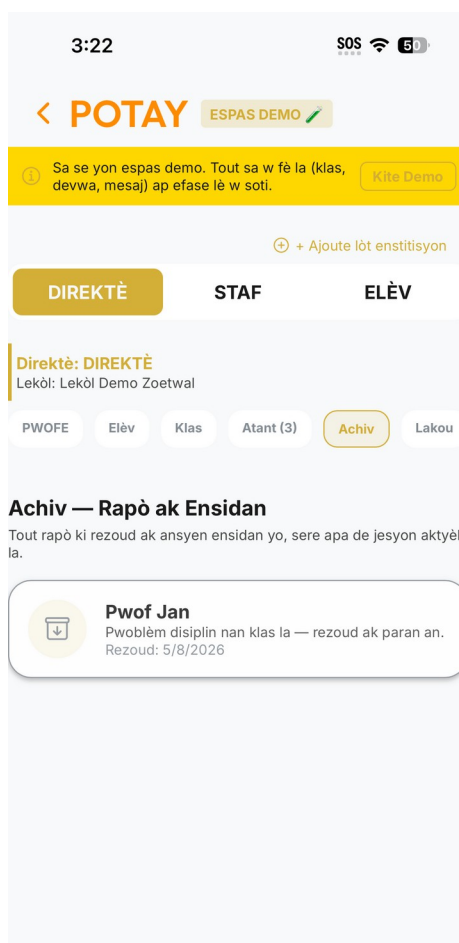 3:22
SOS
50
POTAY
ESPAS DEMO
Sa se yon espas demo. Tout sa w fè la (klas,
devwa, mesaj) ap efase lè w soti.
Kite Demo
+ Ajoute lòt enstitisyon
DIREKTÈ
STAF
ELÈV
Direktè: DIREKTÈ
Lekòl: Lekòl Demo Zoetwal
PWOFE
Elèv
Klas
Atant (3)
Achiv
Lakou
Achiv — Rapò ak Ensidan
Tout rapò ki rezoud ak ansyen ensidan yo, sere apa de jesyon aktyèl
la.
Pwof Jan
Pwoblèm disiplin nan klas la — rezoud ak paran an.
Rezoud: 5/8/2026